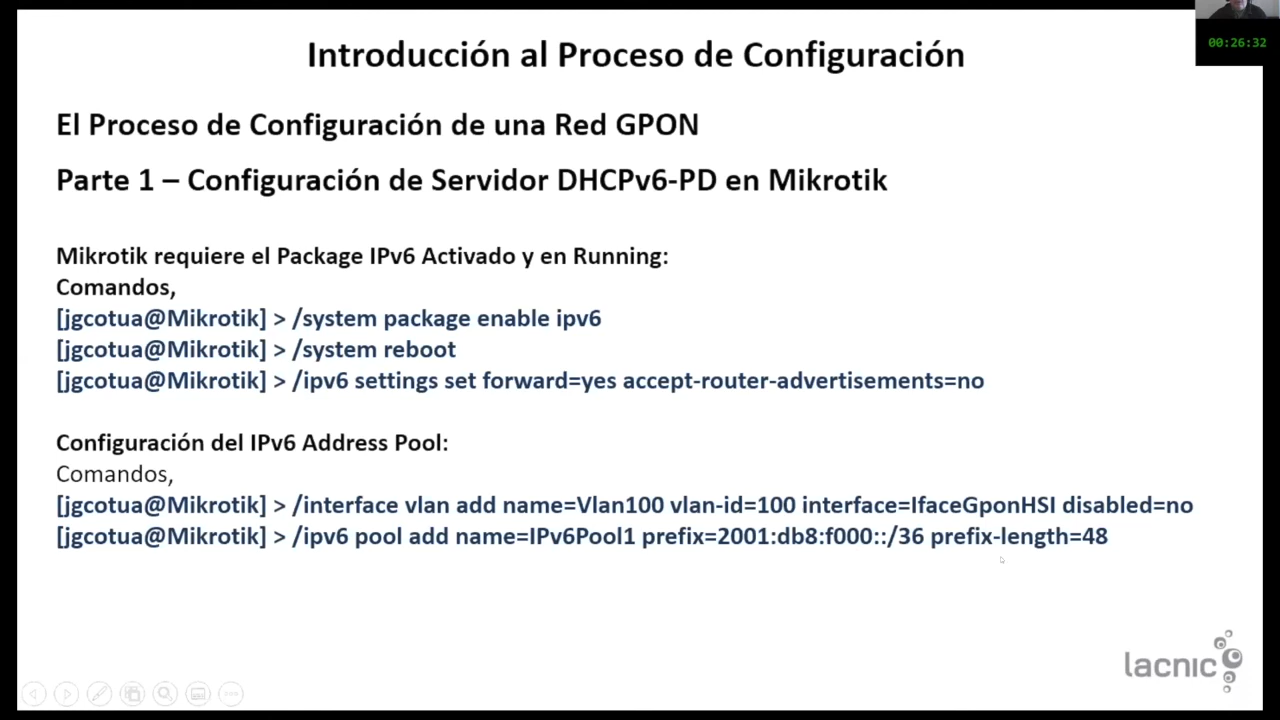 00:26:32
Introducción al Proceso de Configuración
El Proceso de Configuración de una Red GPON
Parte 1 – Configuración de Servidor DHCPv6-PD en Mikrotik
Mikrotik requiere el Package IPv6 Activado y en Running:
Comandos,
[jgcotua@Mikrotik] > /system package enable ipv6
[jgcotua@Mikrotik] > /system reboot
[jgcotua@Mikrotik] > /ipv6 settings set forward=yes accept-router-advertisements=no
Configuración del IPv6 Address Pool:
Comandos,
[jgcotua@Mikrotik] > /interface vlan add name=Vlan100 vlan-id=100 interface=IfaceGponHSI disabled=no
[jgcotua@Mikrotik] > /ipv6 pool add name=IPv6Pool1 prefix=2001:db8:f000::/36 prefix-length=48
lacnic